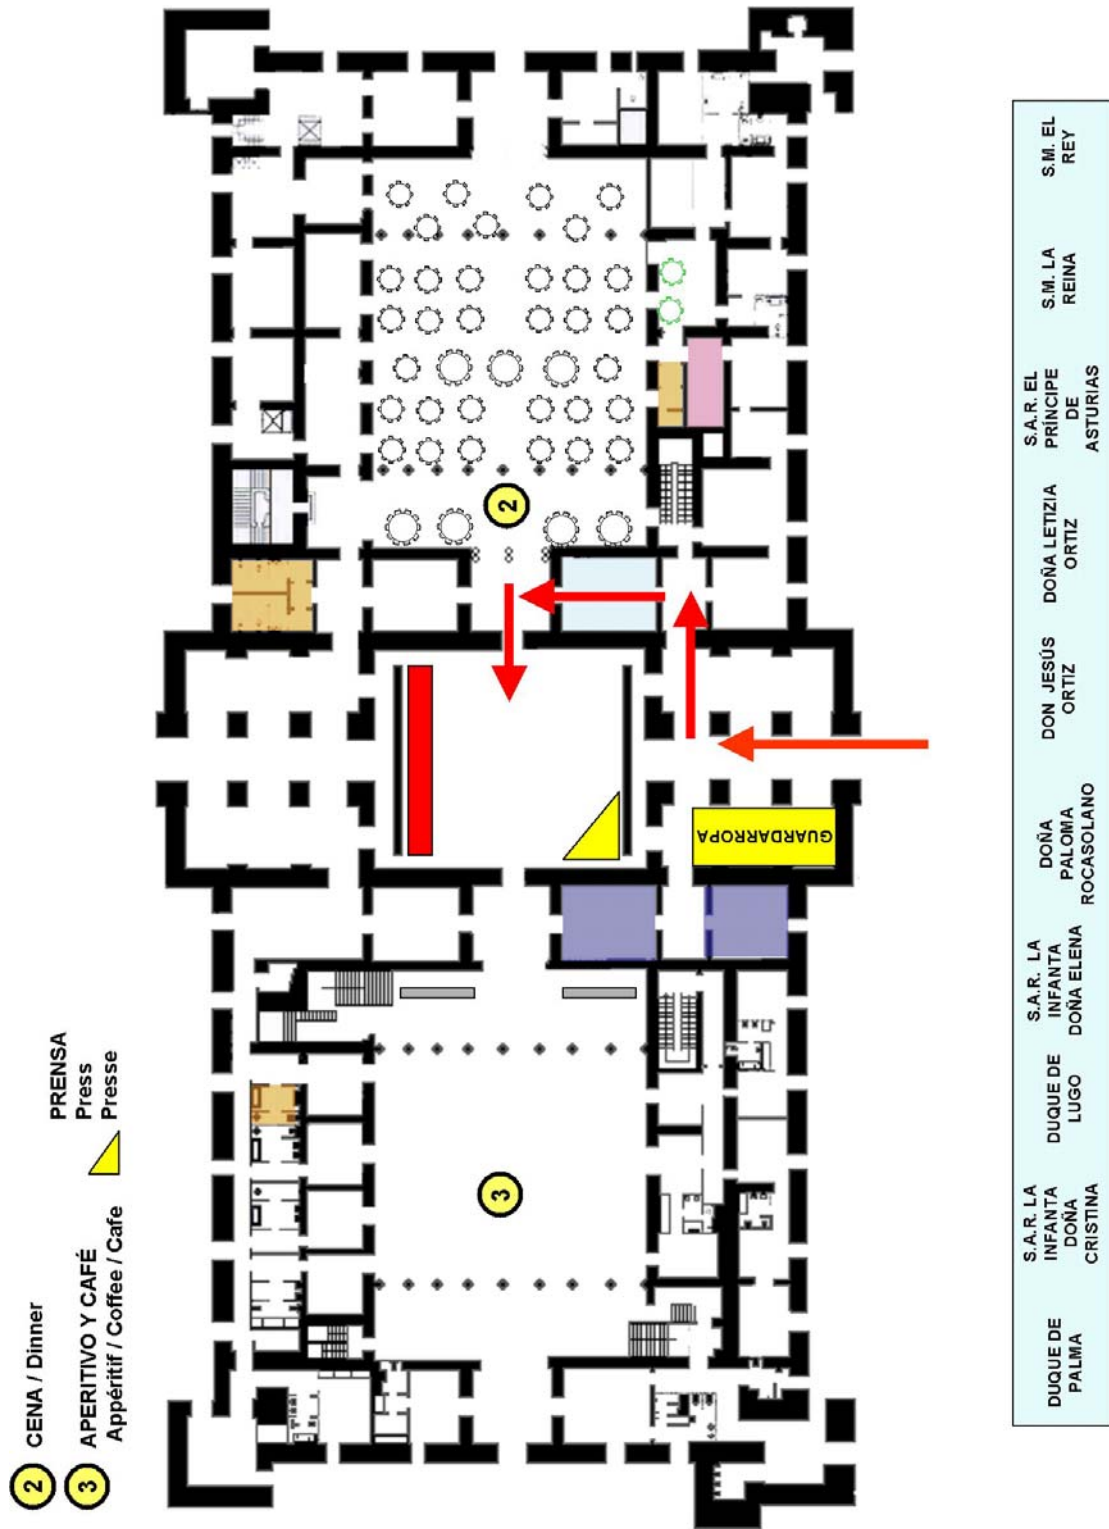 2 CENA / Dinner
3 APERITIVO Y CAFÉ
Appéritif / Coffee / Cafe
PRENSA
Press
Presse
2
3
GUARDARROPA
DUQUE DE
PALMA
S.A.R. LA
INFANTA
DOÑA
CRISTINA
DUQUE DE
LUGO
S.A.R. LA
INFANTA
DOÑA ELENA
DOÑA
PALOMA
ROCASOLANO
DON JESÚS
ORTIZ
DOÑA LETIZIA
ORTIZ
S.A.R. EL
PRÍNCIPE
DE
ASTURIAS
S.M. LA
REINA
S.M. EL
REY